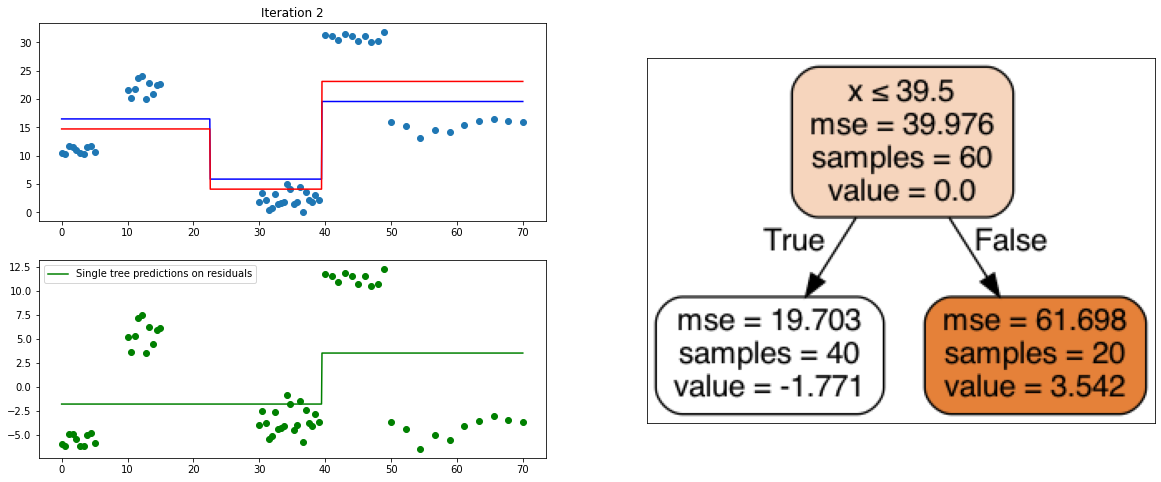 Iteration 2
30
25
20
15
10
5
0
0 10 20 30 40 50 60 70
12.5
10.0
7.5
5.0
2.5
0.0
−2.5
−5.0
Single tree predictions on residuals
0 10 20 30 40 50 60 70
x ≤ 39.5
mse = 39.976
samples = 60
value = 0.0
True False
mse = 19.703
samples = 40
value = -1.771
mse = 61.698
samples = 20
value = 3.542